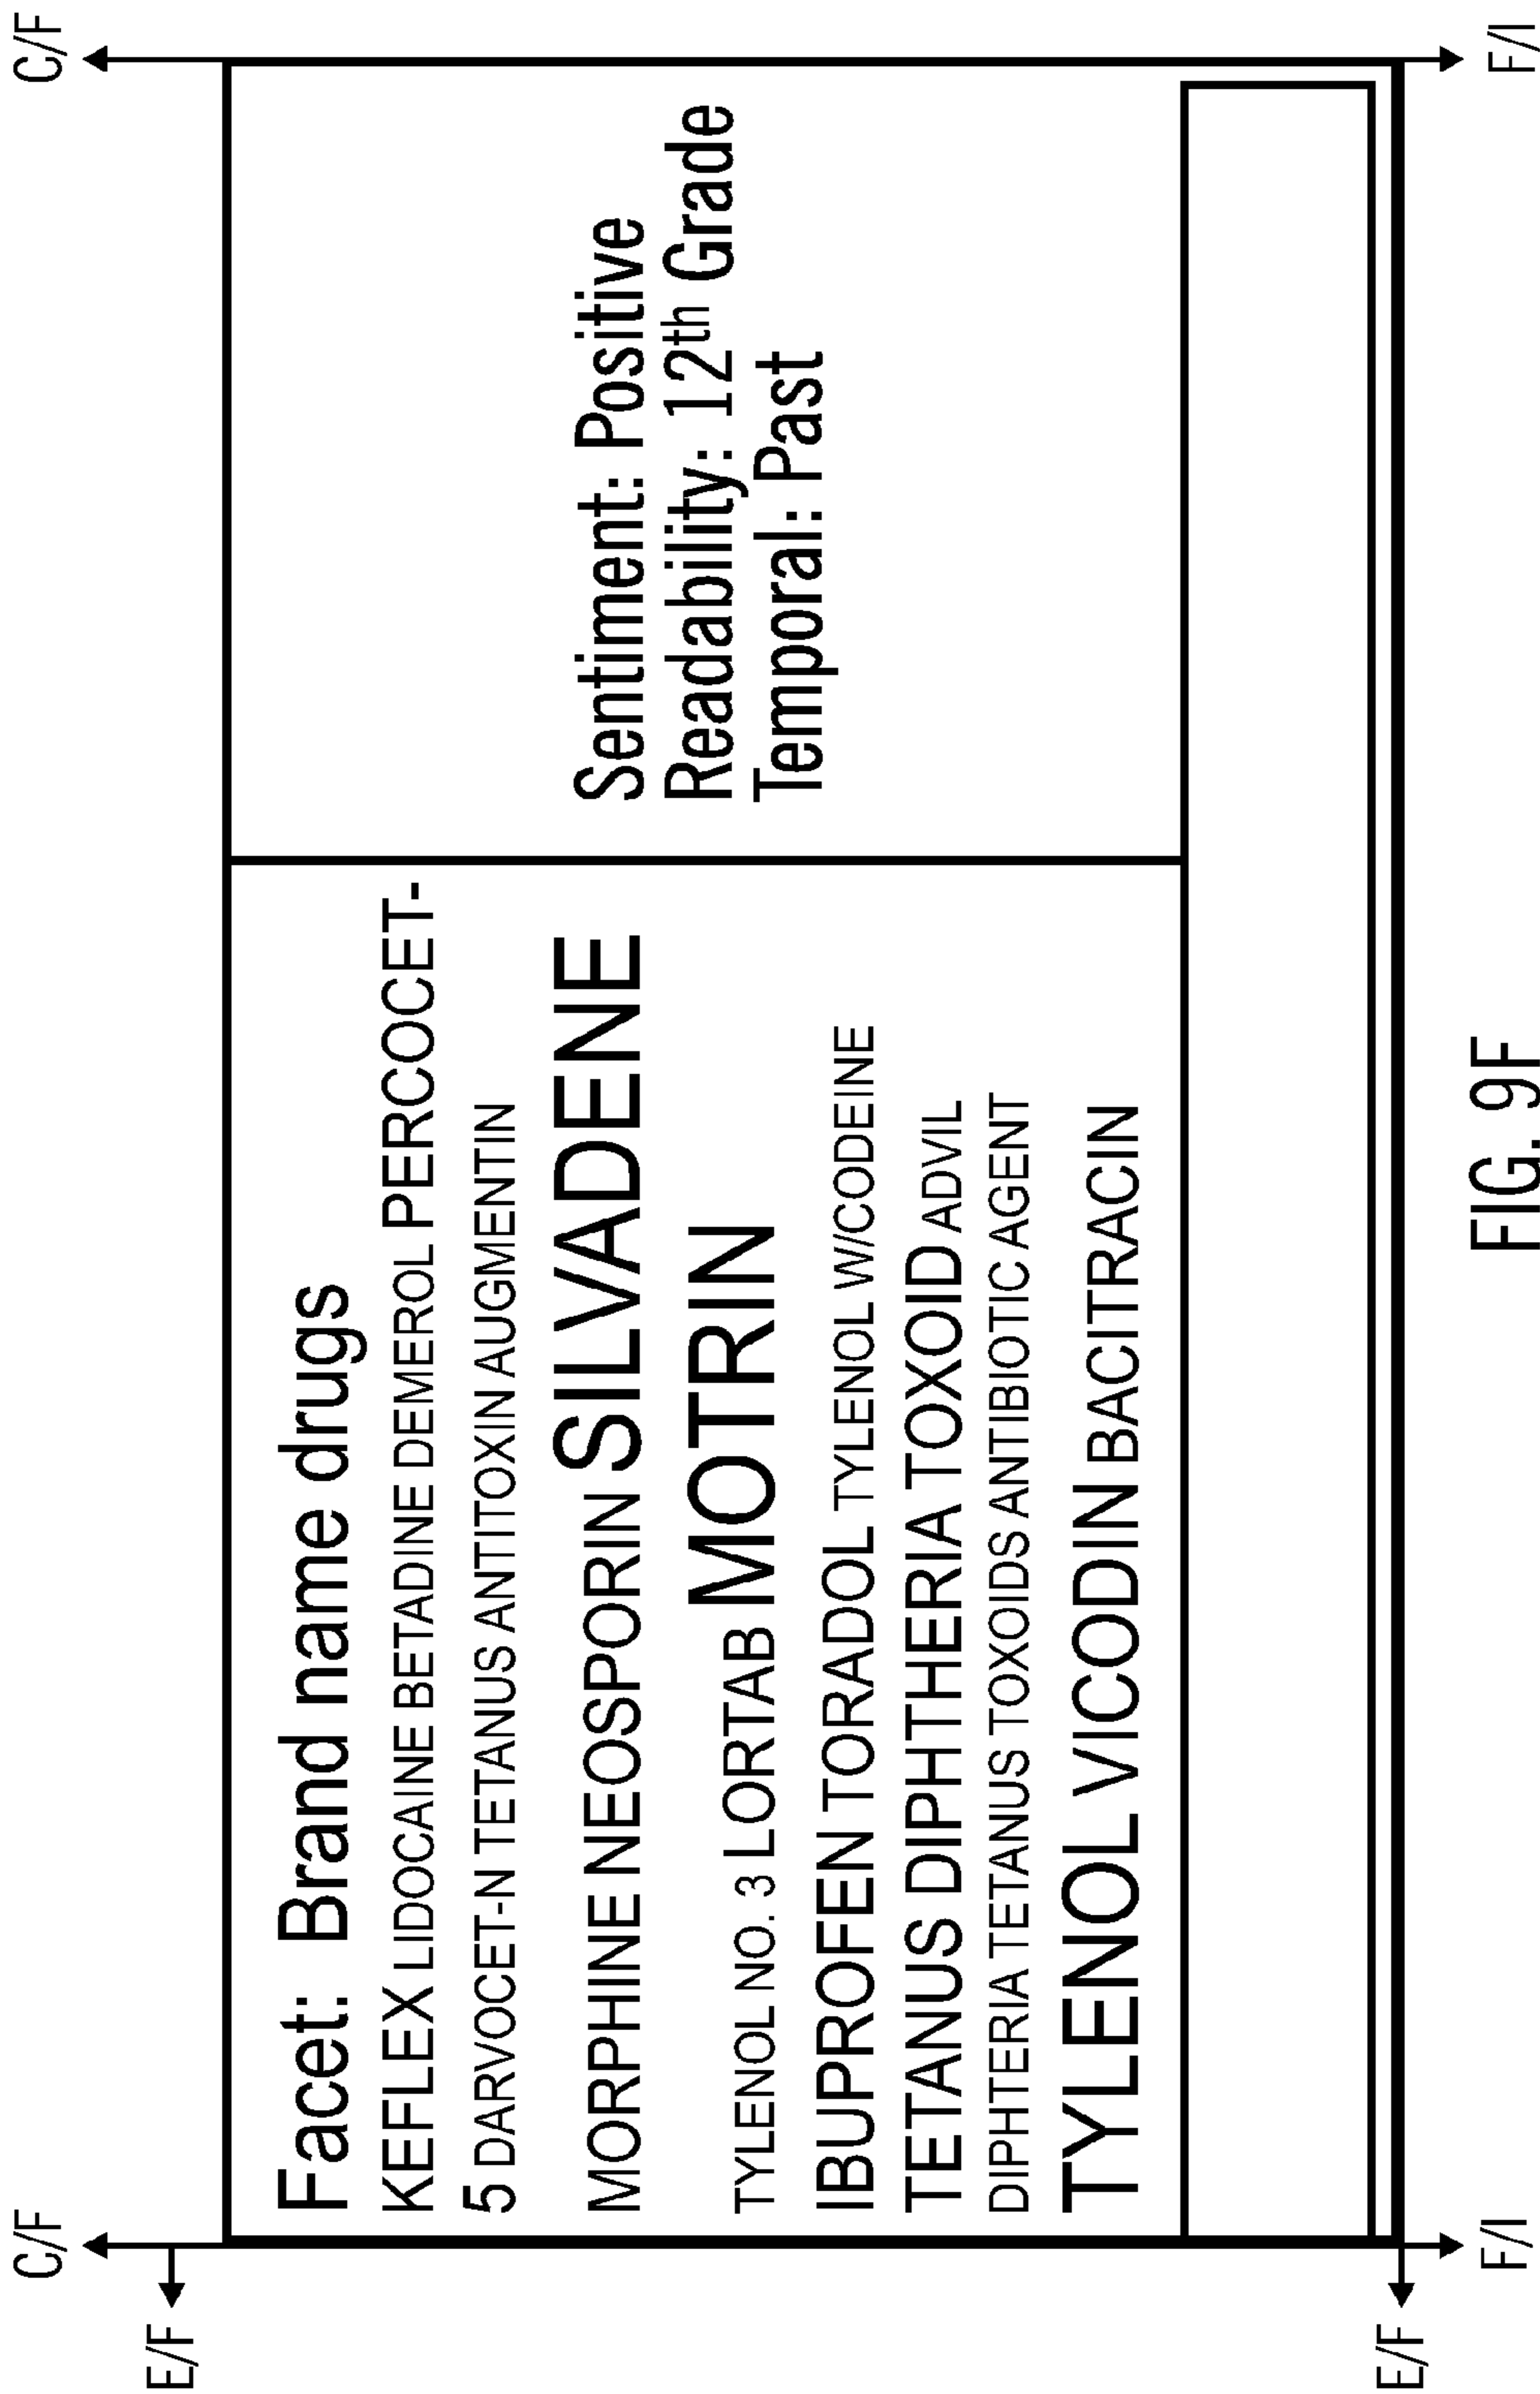 C/F
C/F
E/F
Facet: Brand name drugs
KEFLEX LIDOCAINE BETADINE DEMEROL PERCOCET-
5 DARVOCET-N TETANUS ANTITOXIN AUGMENTIN
MORPHINE NEOSPORIN SILVADENE
TYLENOL NO. 3 LORTAB MOTRIN
IBUPROFEN TORADOL TYLENOL W/CODEINE
TETANUS DIPHTHERIA TOXOID ADVIL
DIPHTERIA TETANUS TOXOIDS ANTIBIOTIC AGENT
TYLENOL VICODIN BACITRACIN
Sentiment: Positive
Readability: 12th Grade
Temporal: Past
E/F
F/I
F/I
FIG. 9F